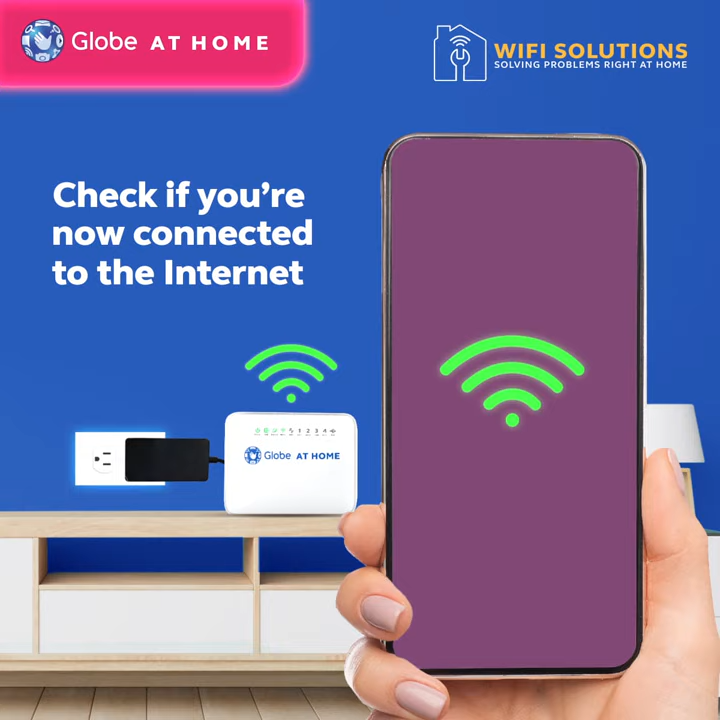 Globe AT HOME
WIFI SOLUTIONS
SOLVING PROBLEMS RIGHT AT HOME
Check if you're
now connected
to the Internet
1 2 3 4
Globe AT HOME